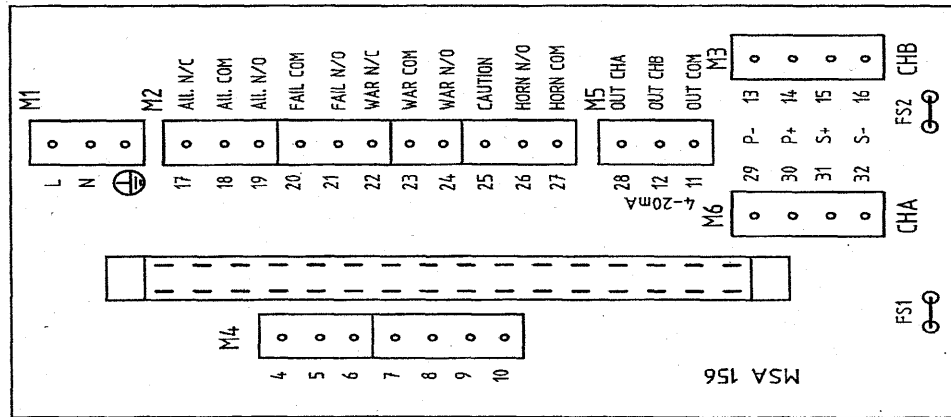 M1
L
N
M2
17 All. N/C
18 All. COM
19 All. N/O
20 FAIL COM
21 FAIL N/O
22 WAR N/C
23 WAR COM
24 WAR N/O
25 CAUTION
26 HORN N/O
27 HORN COM
M5
28 OUT CHA
12 OUT CHB
11 OUT COM
4-20mA
M3
CHB
29 P- 13
30 P+ 14
31 S+ 15
32 S- 16
M6
CHA
FS2
FS1
M4
4
5
6
7
8
9
10
MSA 156